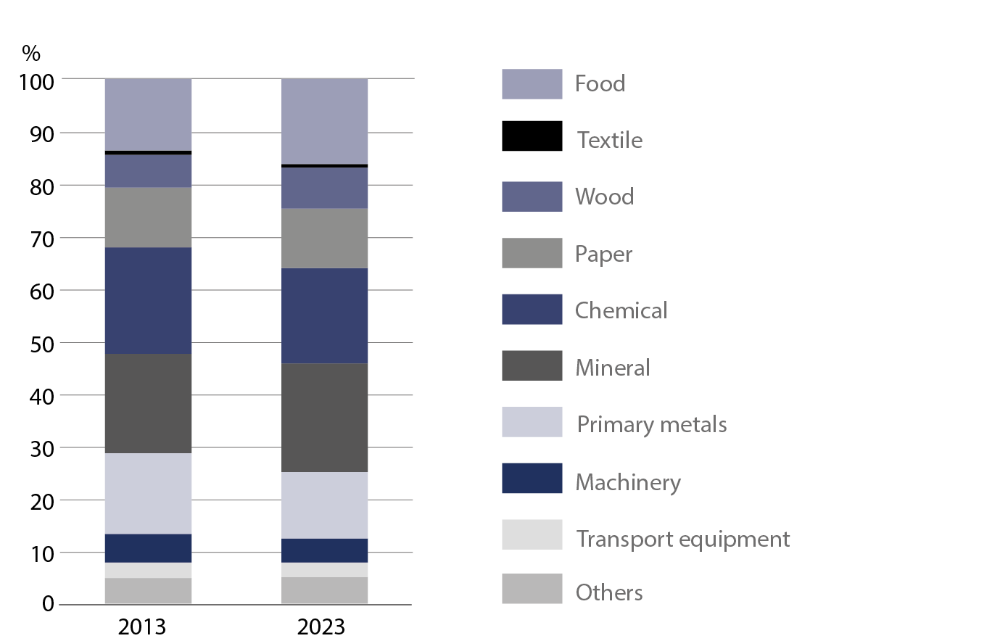 %
100
90
80
70
60
50
40
30
20
10
0
2013 2023
Food
Textile
Wood
Paper
Chemical
Mineral
Primary metals
Machinery
Transport equipment
Others